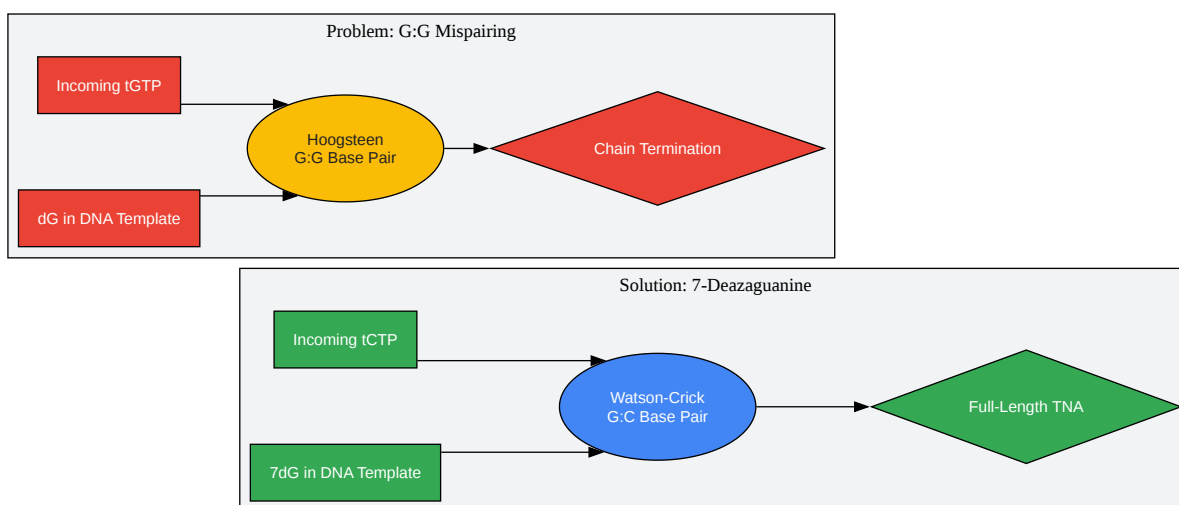 Problem: G:G Mispairing
Incoming tGTP
Hoogsteen
G:G Base Pair
Chain Termination
dG in DNA Template
Solution: 7-Deazaguanine
Incoming tCTP
Watson-Crick
G:C Base Pair
Full-Length TNA
7dG in DNA Template